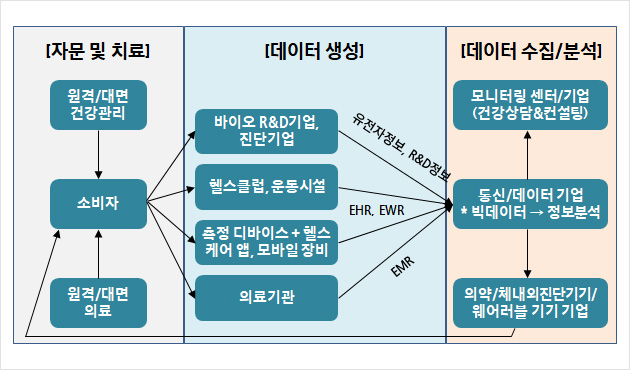 [자문 및 치료]
[데이터 생성]
[데이터 수집/분석]
원격/대면
건강관리
소비자
원격/대면
의료
바이오 R&D기업,
진단기업
헬스클럽, 운동시설
측정 디바이스 + 헬스
케어 앱, 모바일 장비
의료기관
유전자정보, R&D정보
EHR, EWR
EMR
모니터링 센터/기업
(건강상담&컨설팅)
통신/데이터 기업
* 빅데이터 → 정보분석
의약/체내외진단기기/
웨어러블 기기 기업